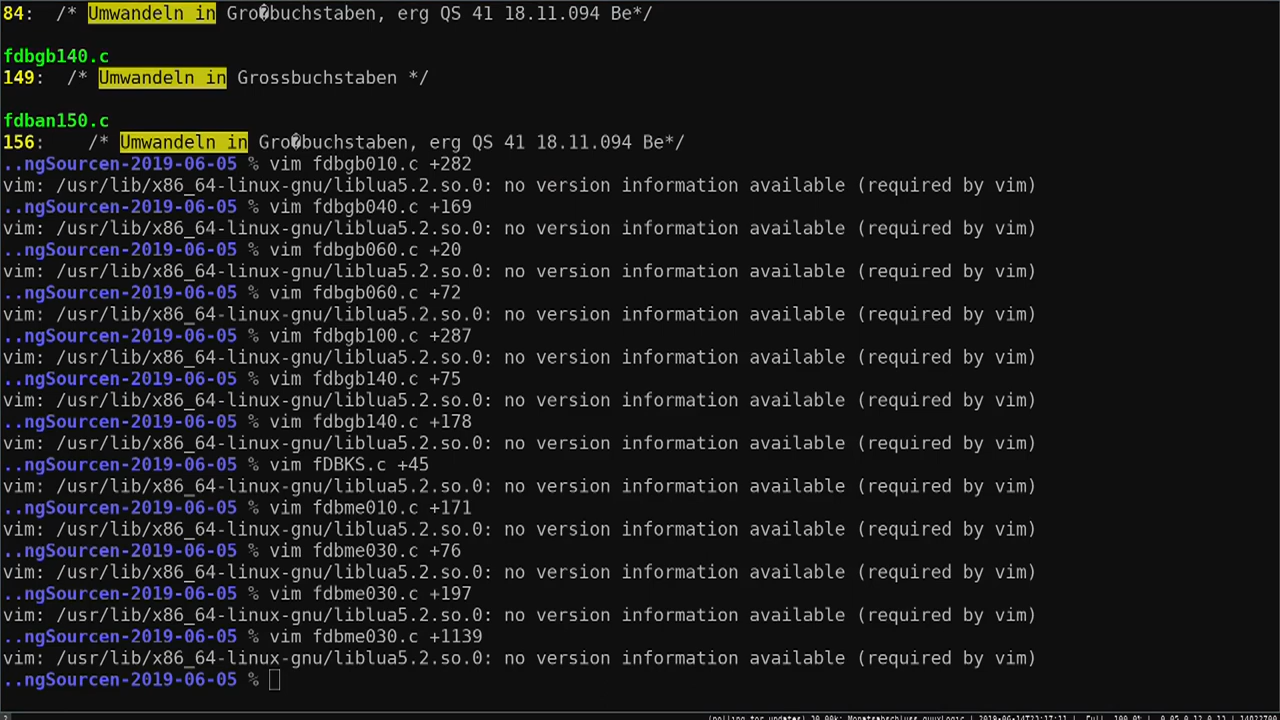 84:  /* Umwandeln in Gro�buchstaben, erg QS 41 18.11.094 Be*/
fdbgb140.c
149:  /* Umwandeln in Grossbuchstaben */
fdban150.c
156:     /* Umwandeln in Gro�buchstaben, erg QS 41 18.11.094 Be*/
..ngSourcen-2019-06-05 % vim fdbgb010.c +282
vim: /usr/lib/x86_64-linux-gnu/liblua5.2.so.0: no version information available (required by vim)
..ngSourcen-2019-06-05 % vim fdbgb040.c +169
vim: /usr/lib/x86_64-linux-gnu/liblua5.2.so.0: no version information available (required by vim)
..ngSourcen-2019-06-05 % vim fdbgb060.c +20
vim: /usr/lib/x86_64-linux-gnu/liblua5.2.so.0: no version information available (required by vim)
..ngSourcen-2019-06-05 % vim fdbgb060.c +72
vim: /usr/lib/x86_64-linux-gnu/liblua5.2.so.0: no version information available (required by vim)
..ngSourcen-2019-06-05 % vim fdbgb100.c +287
vim: /usr/lib/x86_64-linux-gnu/liblua5.2.so.0: no version information available (required by vim)
..ngSourcen-2019-06-05 % vim fdbgb140.c +75
vim: /usr/lib/x86_64-linux-gnu/liblua5.2.so.0: no version information available (required by vim)
..ngSourcen-2019-06-05 % vim fdbgb140.c +178
vim: /usr/lib/x86_64-linux-gnu/liblua5.2.so.0: no version information available (required by vim)
..ngSourcen-2019-06-05 % vim fDBKS.c +45
vim: /usr/lib/x86_64-linux-gnu/liblua5.2.so.0: no version information available (required by vim)
..ngSourcen-2019-06-05 % vim fdbme010.c +171
vim: /usr/lib/x86_64-linux-gnu/liblua5.2.so.0: no version information available (required by vim)
..ngSourcen-2019-06-05 % vim fdbme030.c +76
vim: /usr/lib/x86_64-linux-gnu/liblua5.2.so.0: no version information available (required by vim)
..ngSourcen-2019-06-05 % vim fdbme030.c +197
vim: /usr/lib/x86_64-linux-gnu/liblua5.2.so.0: no version information available (required by vim)
..ngSourcen-2019-06-05 % vim fdbme030.c +1139
vim: /usr/lib/x86_64-linux-gnu/liblua5.2.so.0: no version information available (required by vim)
..ngSourcen-2019-06-05 %